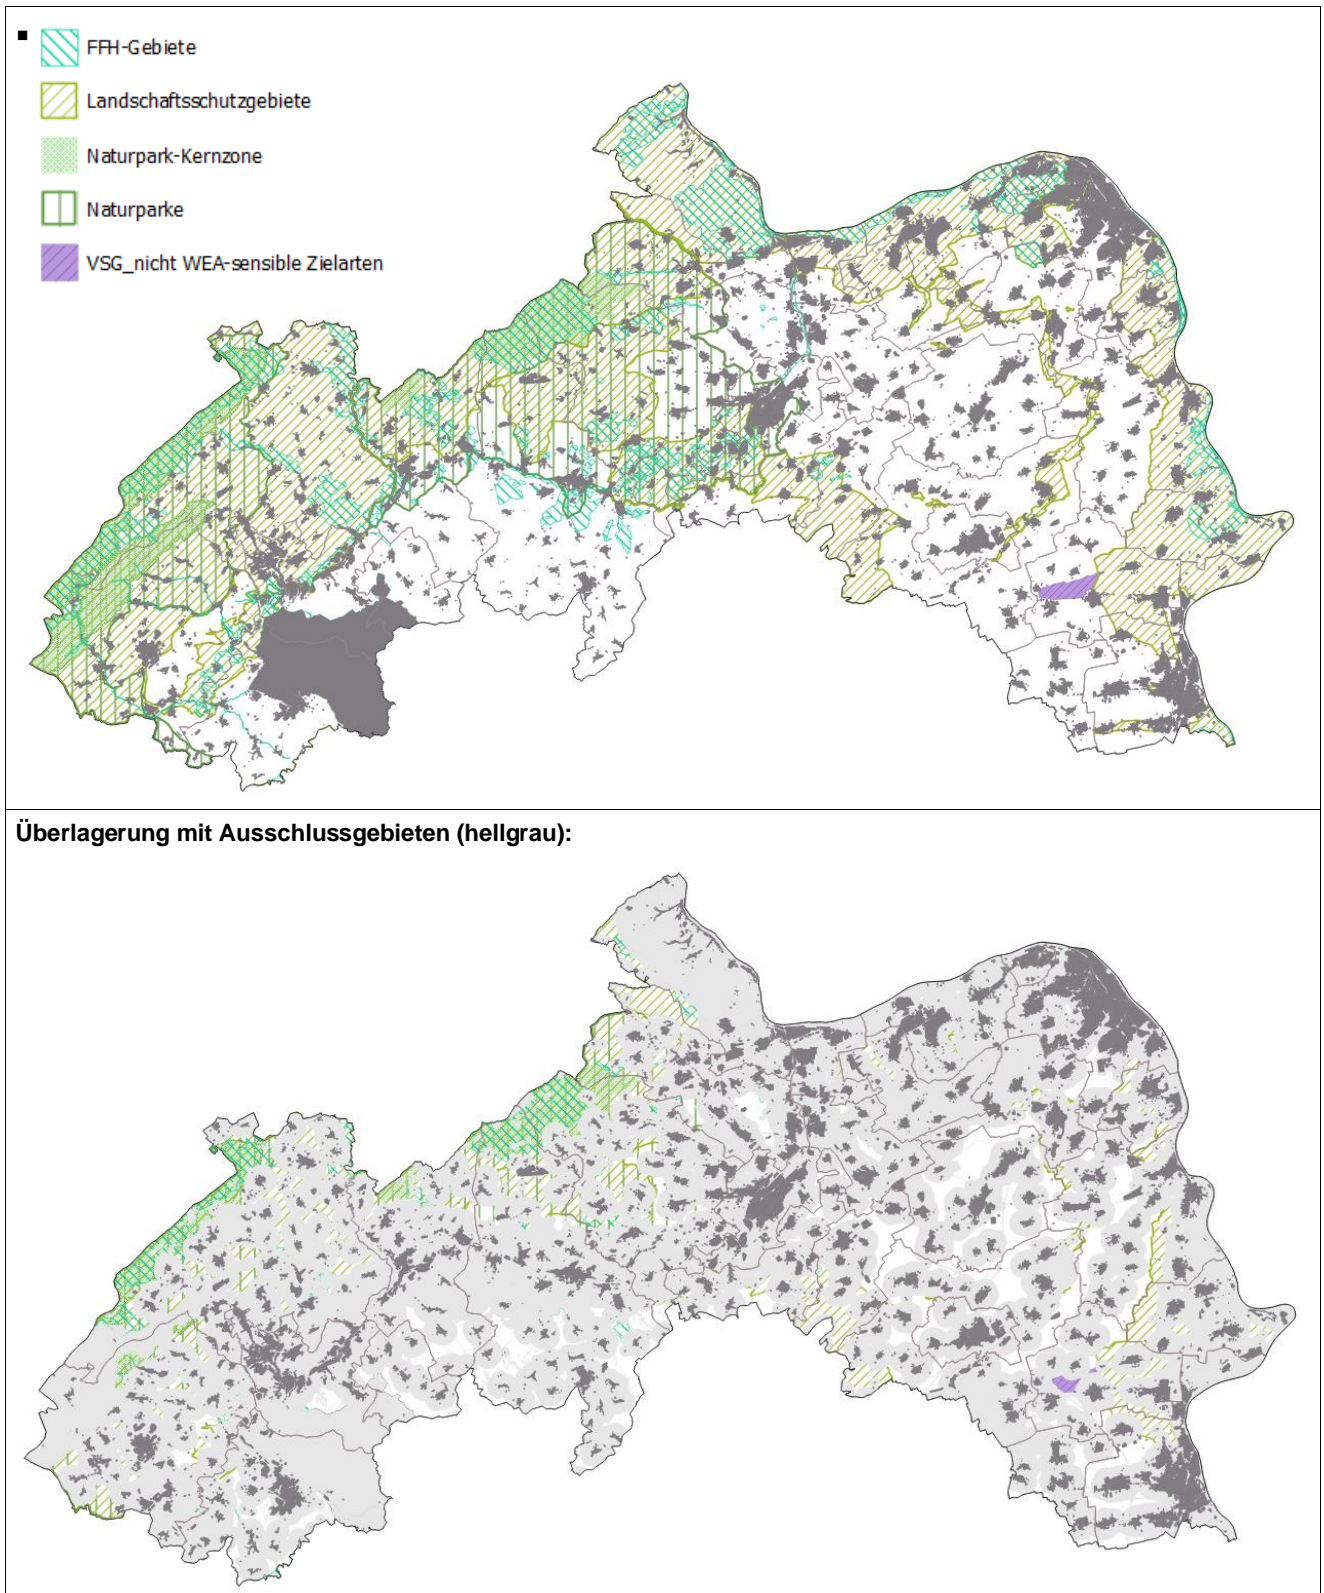 FFH-Gebiete
Landschaftsschutzgebiete
Naturpark-Kernzone
Naturparke
VSG_nicht WEA-sensible Zielarten
Überlagerung mit Ausschlussgebieten (hellgrau):